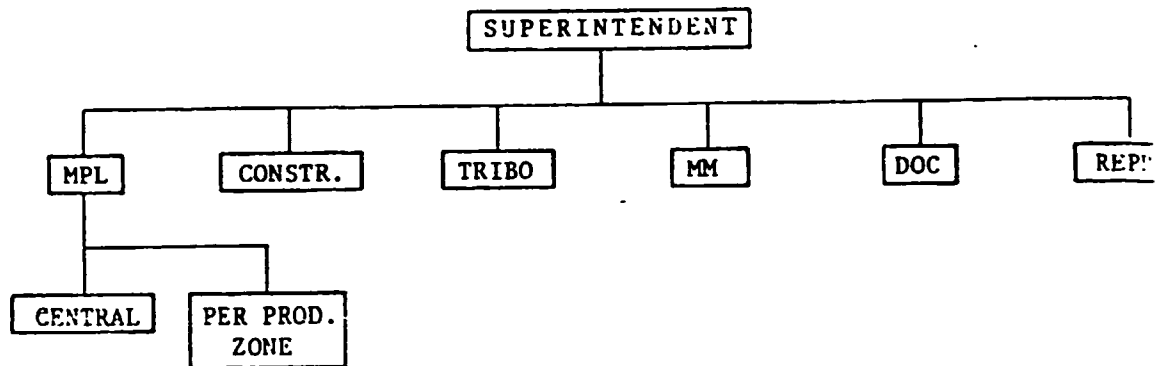 SUPERINTENDENT
MPL
CONSTR.
TRIBO
MM
DOC
CENTRAL
PER PROD.
ZONE